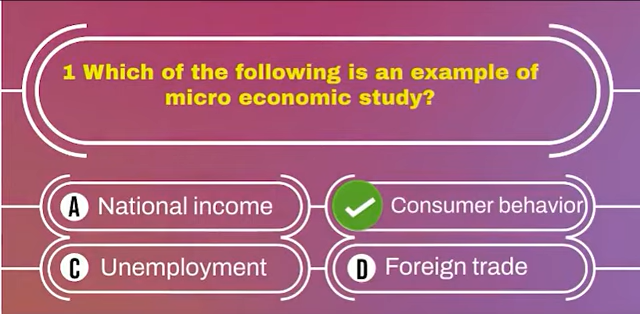 1 Which of the following is an example of
micro economic study?
A National income
Consumer behavior
C Unemployment
D Foreign trade